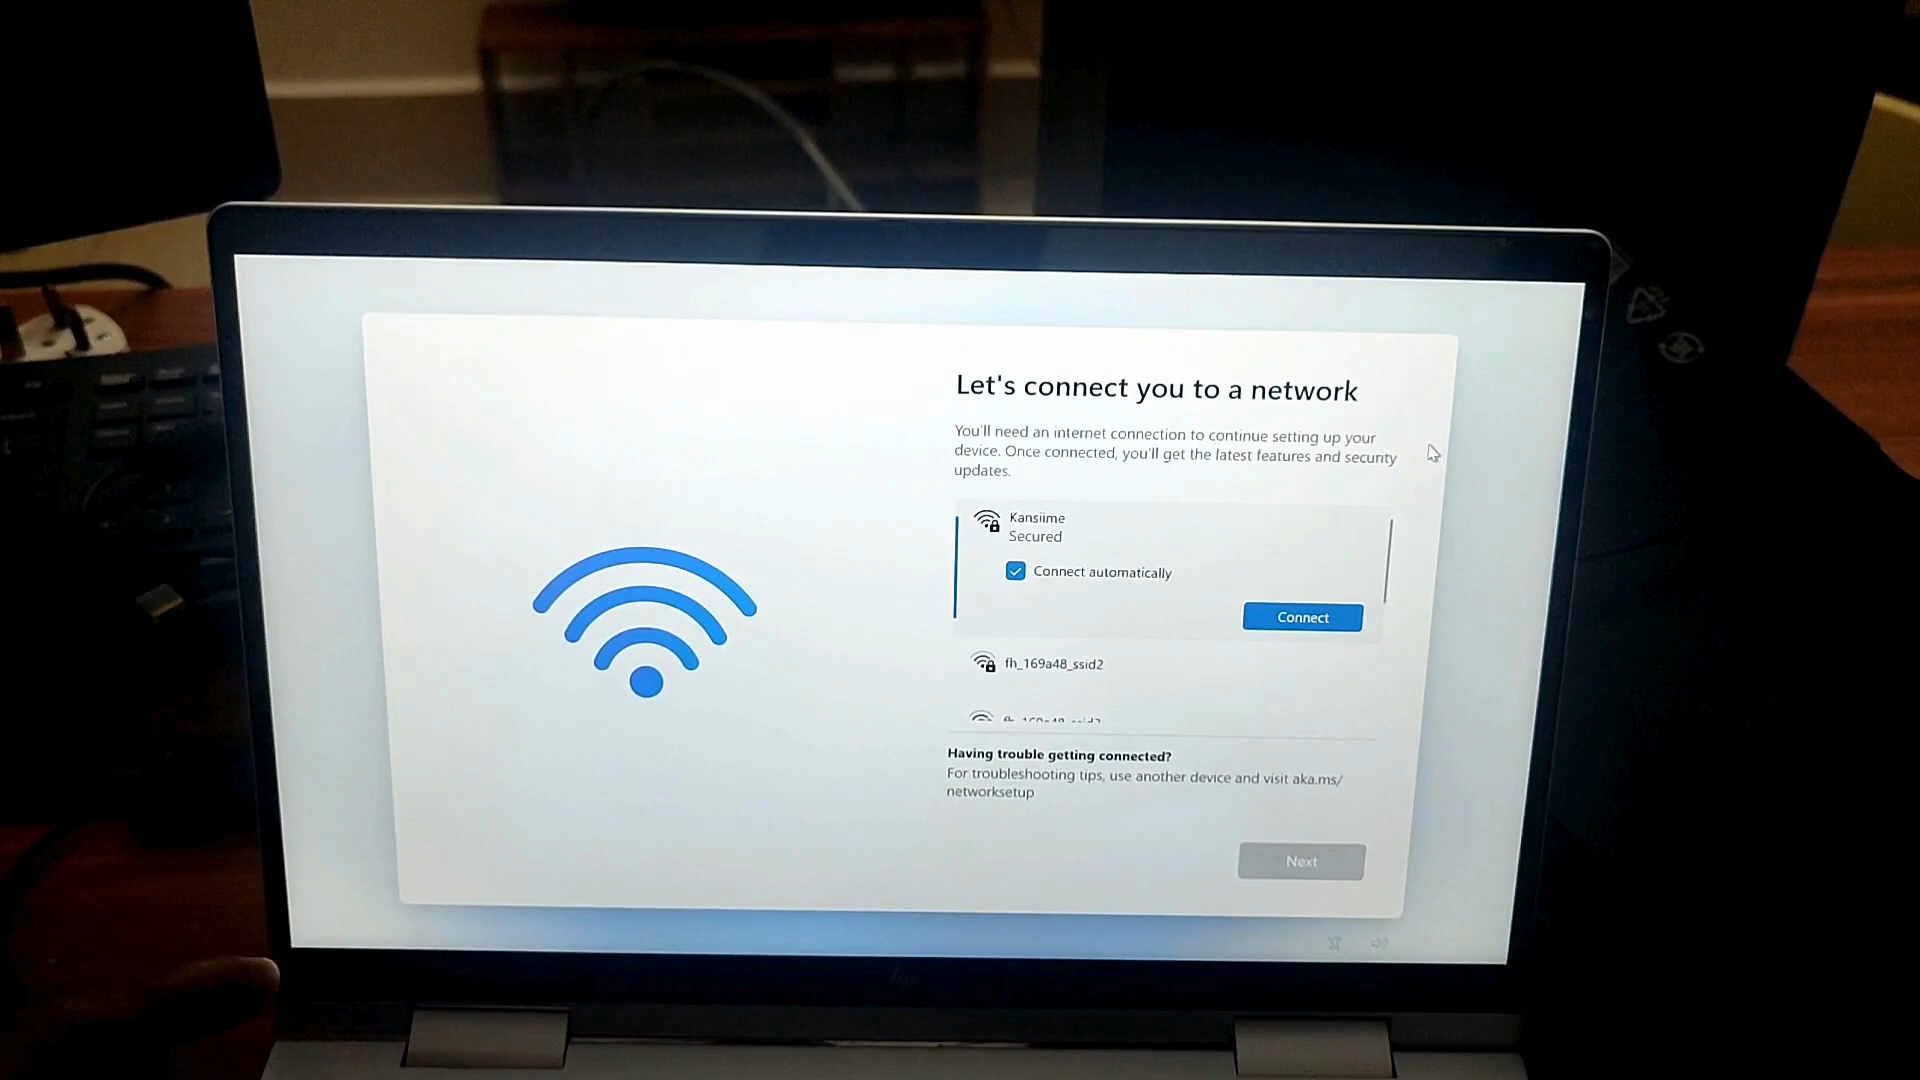 Let's connect you to a network
You'll need an internet connection to continue setting up your
device. Once connected, you'll get the latest features and security
updates.
Kansiime
Secured
Connect automatically
Connect
fh_169a48_ssid2
Having trouble getting connected?
For troubleshooting tips, use another device and visit aka.ms/
networksetup
Next
hp